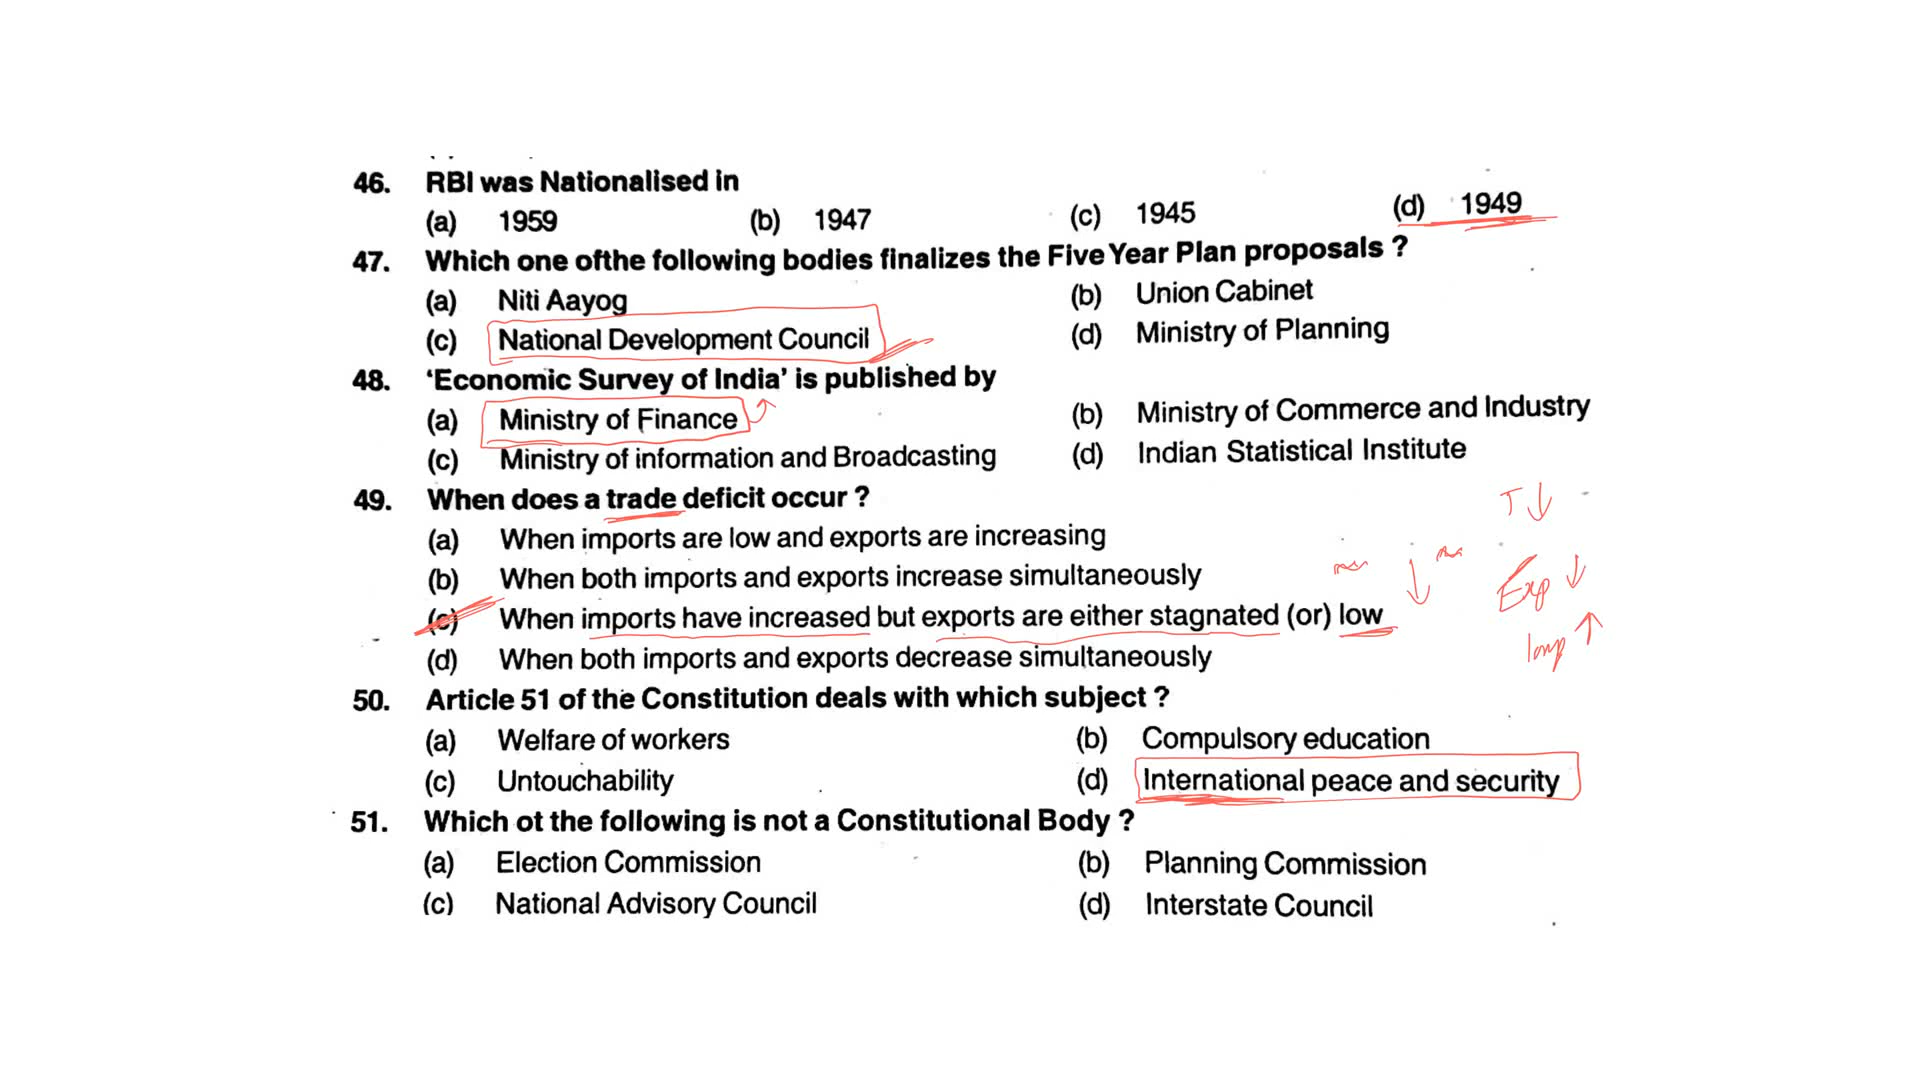 46. RBI was Nationalised in
(a) 1959 (b) 1947 (c) 1945 (d) 1949
47. Which one ofthe following bodies finalizes the Five Year Plan proposals ?
(a) Niti Aayog (b) Union Cabinet
(c) National Development Council (d) Ministry of Planning
48. ‘Economic Survey of India’ is published by
(a) Ministry of Finance (b) Ministry of Commerce and Industry
(c) Ministry of information and Broadcasting (d) Indian Statistical Institute
49. When does a trade deficit occur ?
T↓
(a) When imports are low and exports are increasing
(b) When both imports and exports increase simultaneously
Exp ↓
(c) When imports have increased but exports are either stagnated (or) low
(d) When both imports and exports decrease simultaneously
50. Article 51 of the Constitution deals with which subject ?
(a) Welfare of workers (b) Compulsory education
(c) Untouchability (d) International peace and security
51. Which ot the following is not a Constitutional Body ?
(a) Election Commission (b) Planning Commission
(c) National Advisory Council (d) Interstate Council